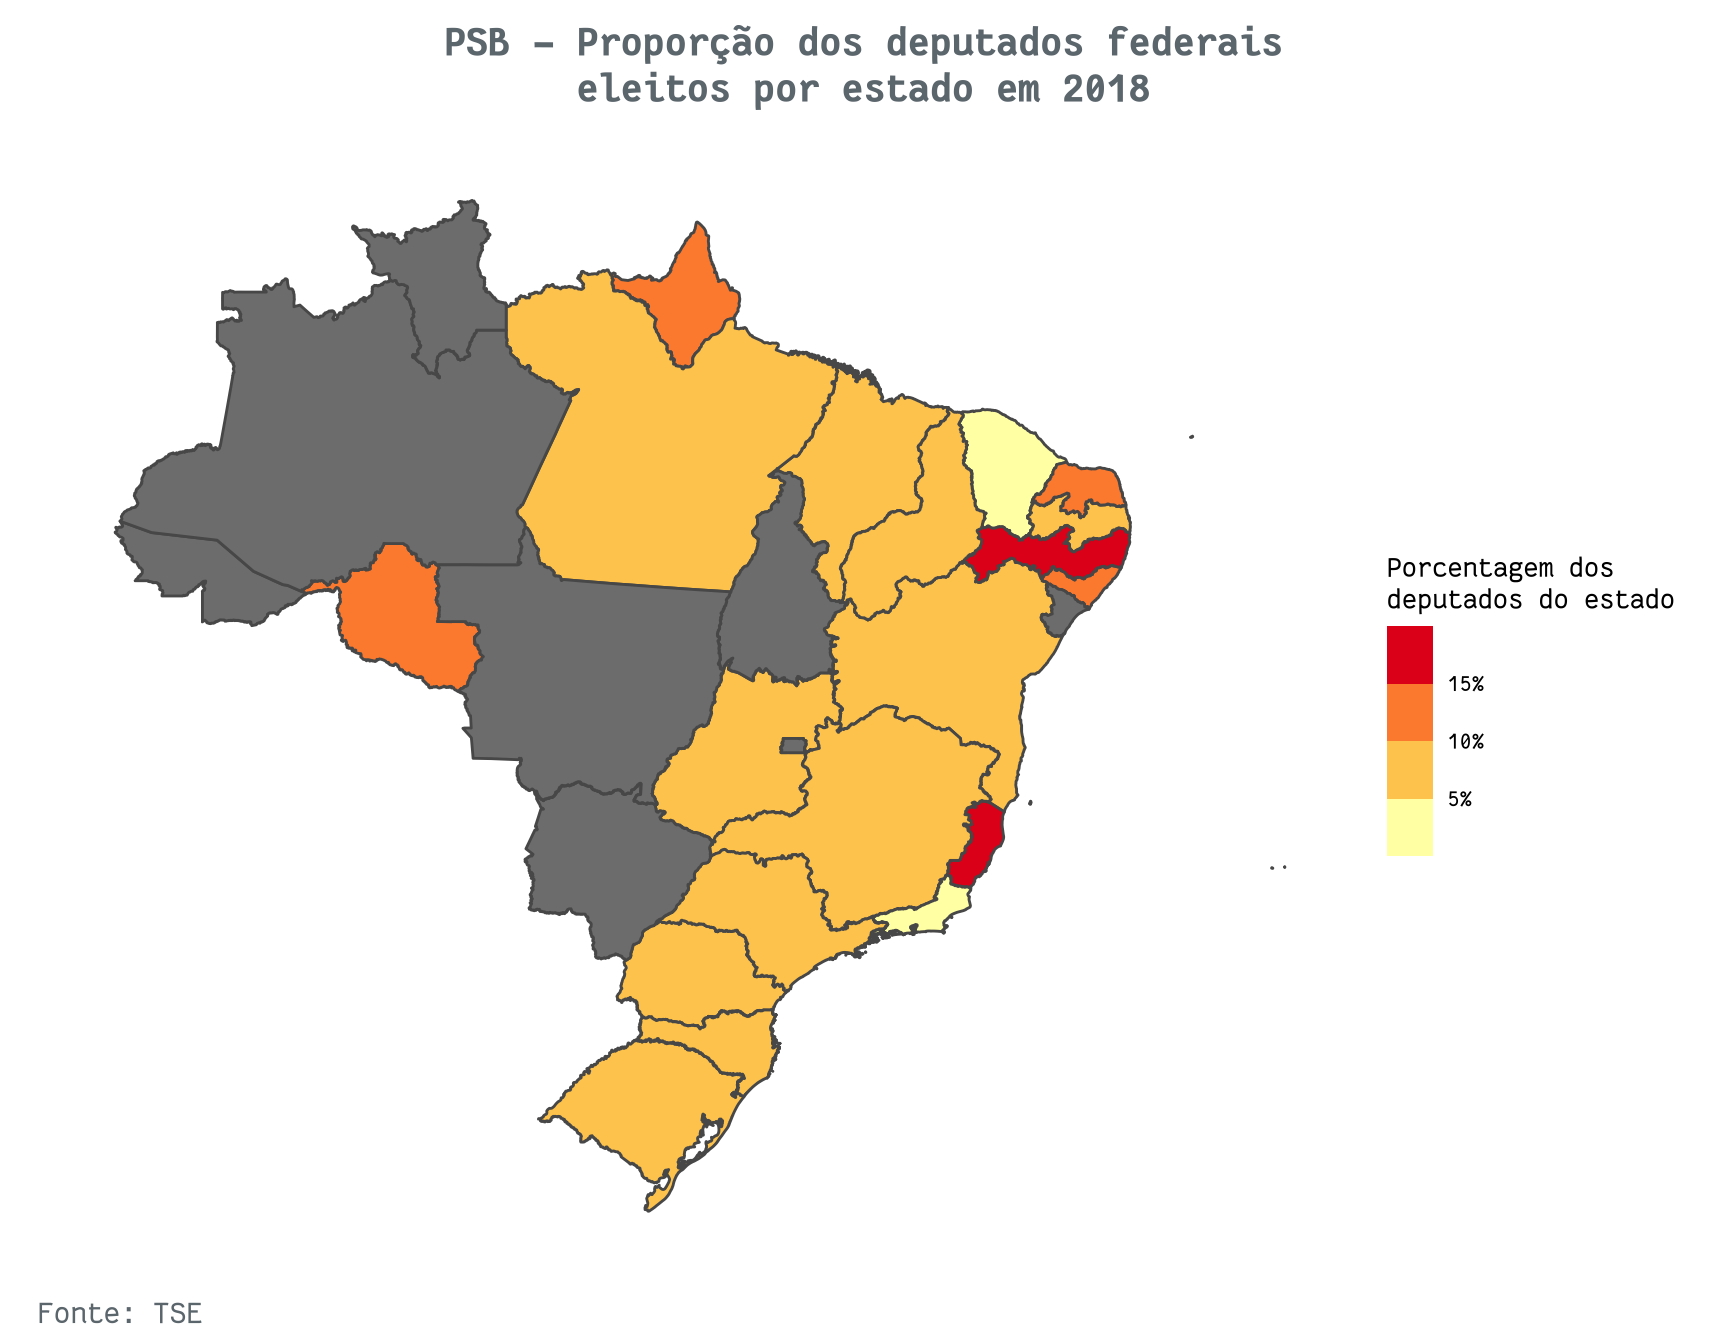 PSB – Proporção dos deputados federais
eleitos por estado em 2018
Porcentagem dos
deputados do estado
15%
10%
5%
Fonte: TSE